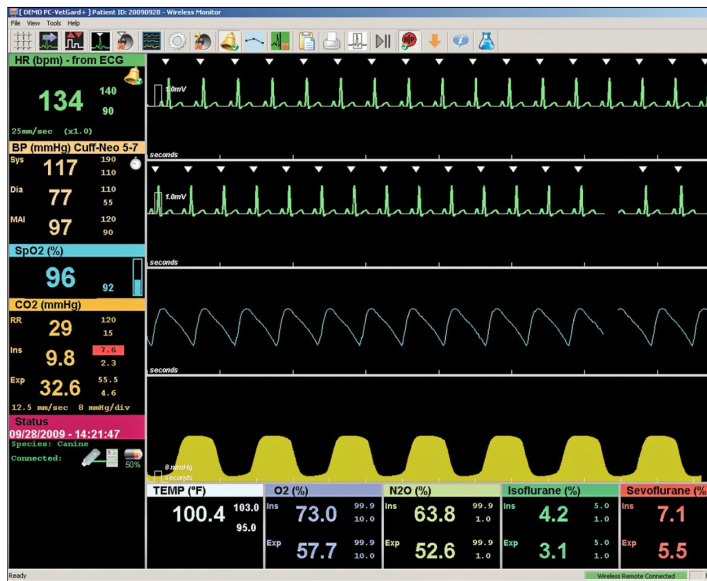 [ DEMO PC-VetGard+ ] Patient ID: 20090928 - Wireless Monitor
File View Tools Help
HR (bpm) - from ECG
134
140
90
25mm/sec (x1.0)
BP (mmHg) Cuff-Neo 5-7
Sys 117 190
110
Dia 77 110
55
MAI 97 120
90
SpO2 (%)
96 92
CO2 (mmHg)
RR 29 120
15
Ins 9.8 7.6
2.3
Exp 32.6 55.5
4.6
12.5 mm/sec 8 mmHg/div
Status
09/28/2009 - 14:21:47
Species: Canine
Connected:
50%
1.0mV
seconds
1.0mV
seconds
seconds
8 mmHg
seconds
TEMP (°F)
100.4 103.0
95.0
O2 (%)
Ins 73.0 99.9
10.0
Exp 57.7 99.9
10.0
N2O (%)
Ins 63.8 99.9
1.0
Exp 52.6 99.9
1.0
Isoflurane (%)
Ins 4.2 5.0
1.0
Exp 3.1 5.0
1.0
Sevoflurane (%
Ins 7.1
Exp 5.5
Ready
Wireless Remote Connected